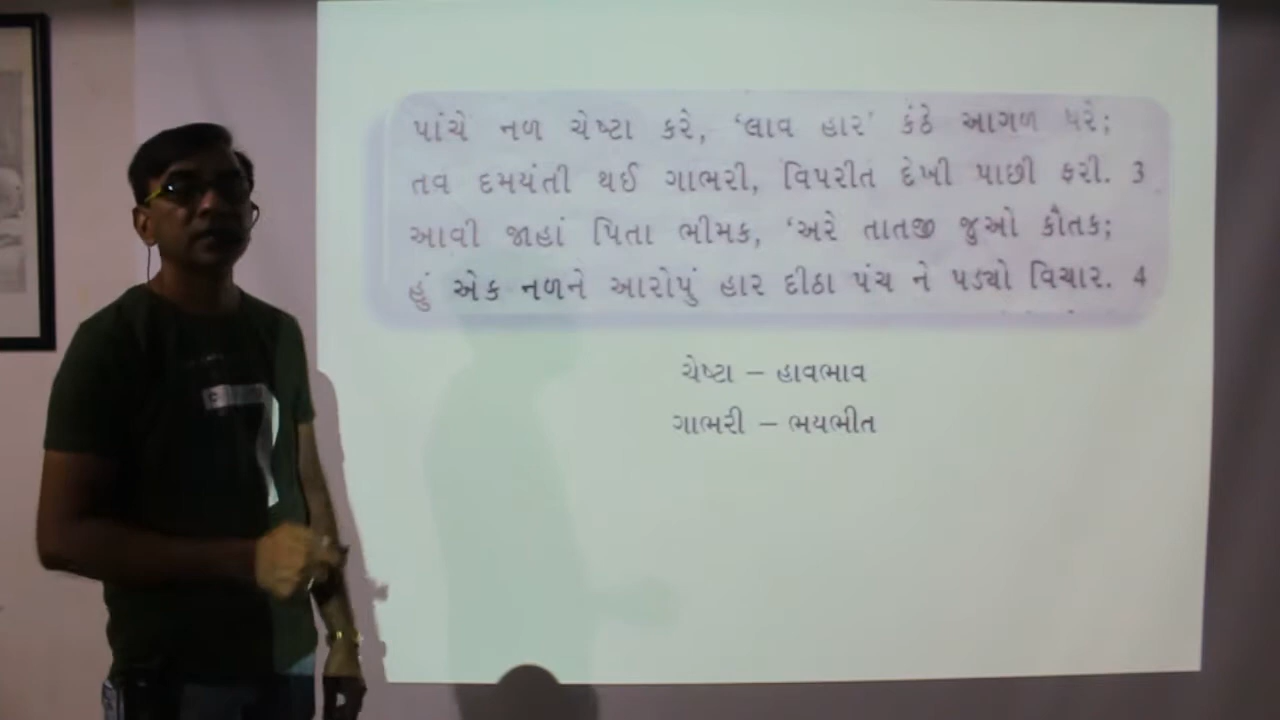 પાંચે નળ ચેષ્ટા કરે, ‘લાવ હાર’ કંઠે આગળ ધરે;
તવ દમયંતી થઈ ગાભરી, વિપરીત દેખી પાછી ફરી. 3
આવી જાહાં પિતા ભીમક, ‘અરે તાતજી જુઓ કૌતક;
હું એક નળને આરોપું હાર દીઠા પંચ ને પડ્યો વિચાર. 4
ચેષ્ટા – હાવભાવ
ગાભરી – ભયભીત